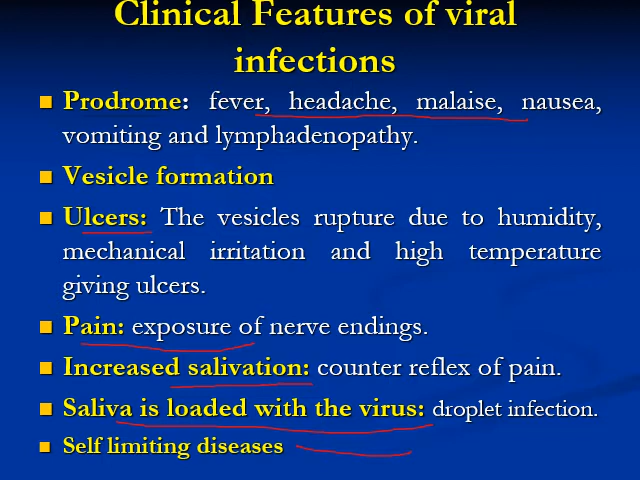 Clinical Features of viral
infections
Prodrome: fever, headache, malaise, nausea,
vomiting and lymphadenopathy.
Vesicle formation
Ulcers: The vesicles rupture due to humidity,
mechanical irritation and high temperature
giving ulcers.
Pain: exposure of nerve endings.
Increased salivation: counter reflex of pain.
Saliva is loaded with the virus: droplet infection.
Self limiting diseases